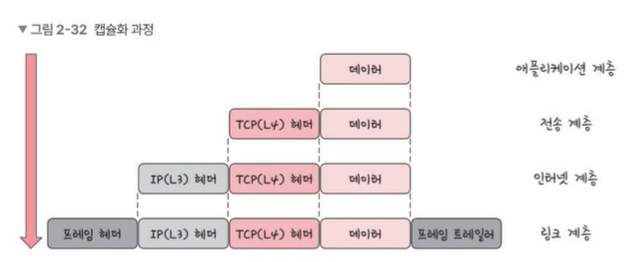 ▼ 그림 2-32 캡슐화 과정
데이터 애플리케이션 계층
TCP(L4) 헤더 데이터 전송 계층
IP(L3) 헤더 TCP(L4) 헤더 데이터 인터넷 계층
프레임 헤더 IP(L3) 헤더 TCP(L4) 헤더 데이터 프레임 트레일러 링크 계층